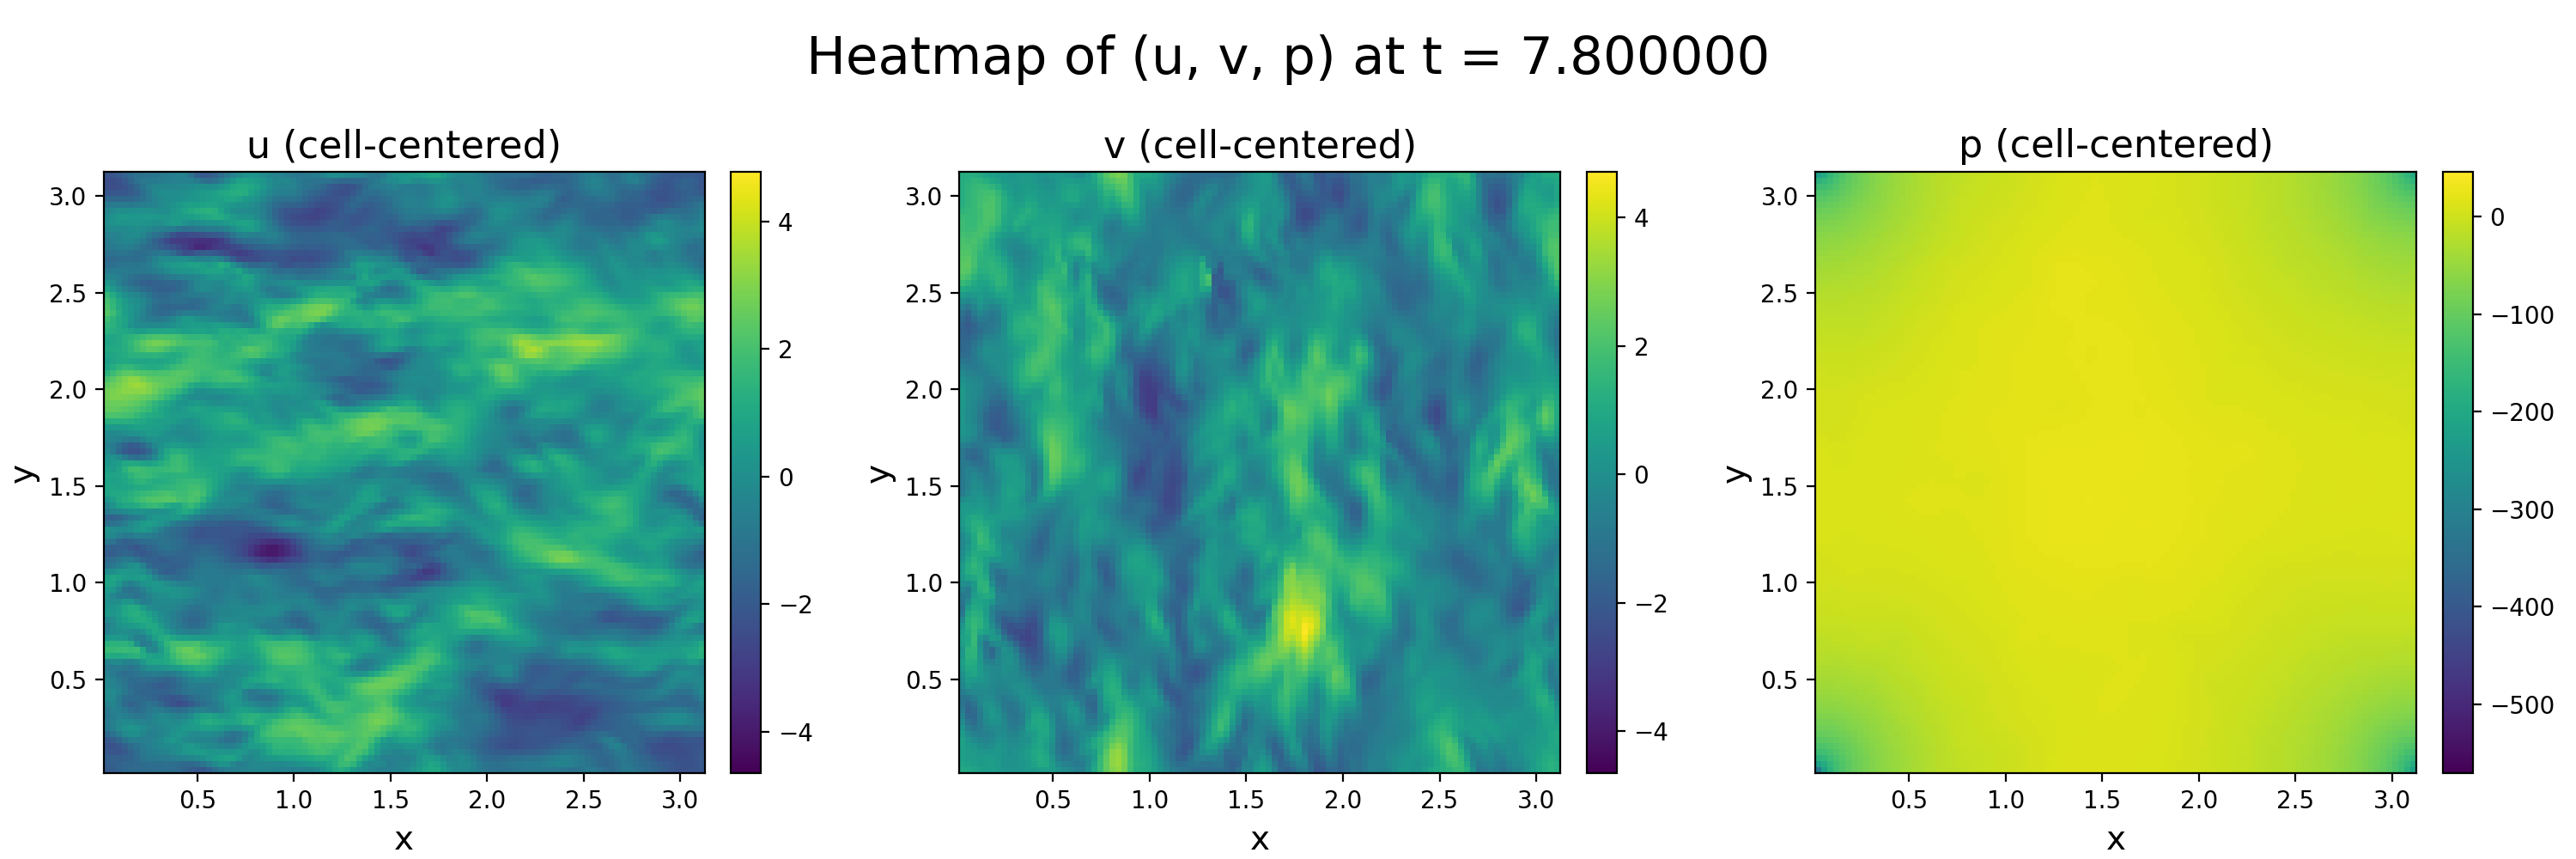 Heatmap of (u, v, p) at t = 7.800000
u (cell-centered)
3.0
2.5
2.0
1.5
1.0
0.5
y
0.5 1.0 1.5 2.0 2.5 3.0
x
4
2
0
−2
−4
v (cell-centered)
3.0
2.5
2.0
1.5
1.0
0.5
y
0.5 1.0 1.5 2.0 2.5 3.0
x
4
2
0
−2
−4
p (cell-centered)
3.0
2.5
2.0
1.5
1.0
0.5
y
0.5 1.0 1.5 2.0 2.5 3.0
x
0
−100
−200
−300
−400
−500